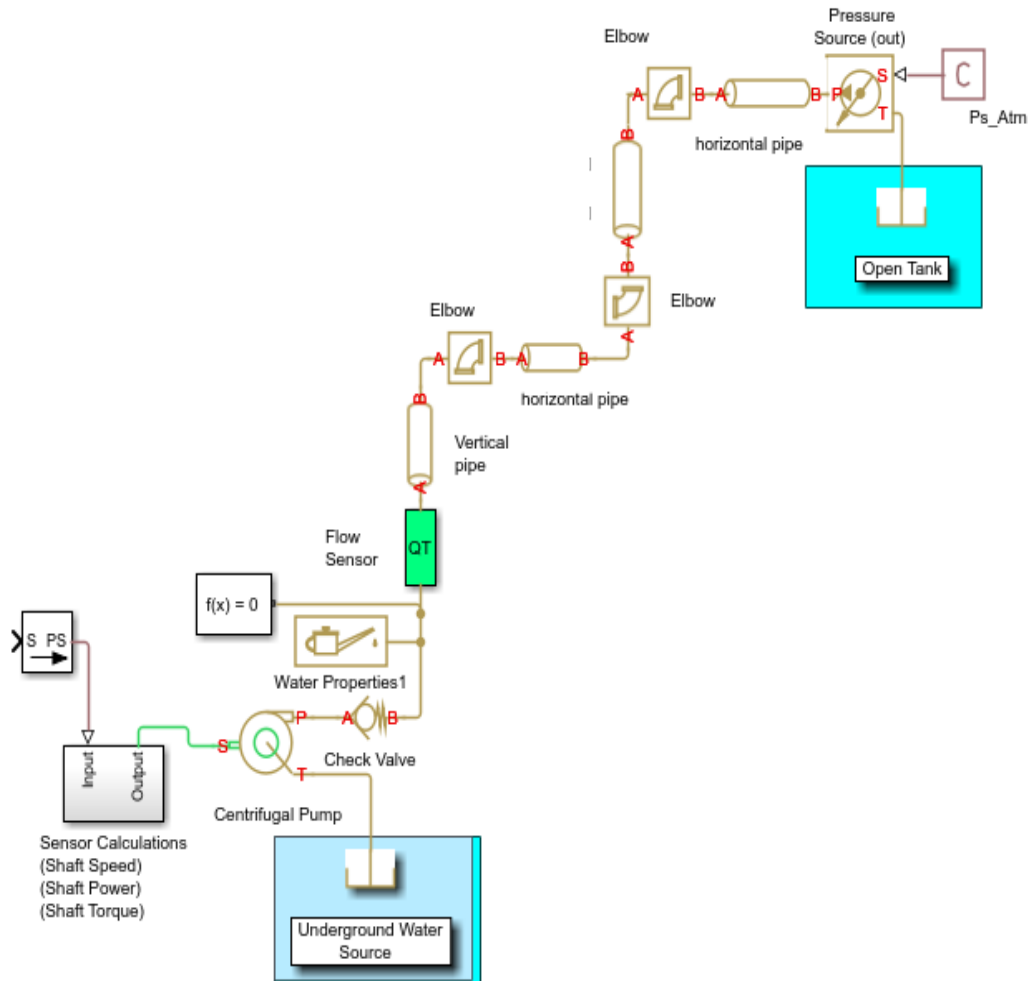 Pressure
Source (out)
Elbow
S
C
A
B
A
B
P
T
Ps_Atm
horizontal pipe
B
A
Open Tank
B
Elbow
Elbow
A
A
B
A
B
horizontal pipe
B
Vertical
pipe
A
Flow
Sensor
QT
f(x) = 0
S PS
Water Properties1
P
A
B
S
Check Valve
T
Input
Output
Centrifugal Pump
Sensor Calculations
(Shaft Speed)
(Shaft Power)
(Shaft Torque)
Underground Water
Source